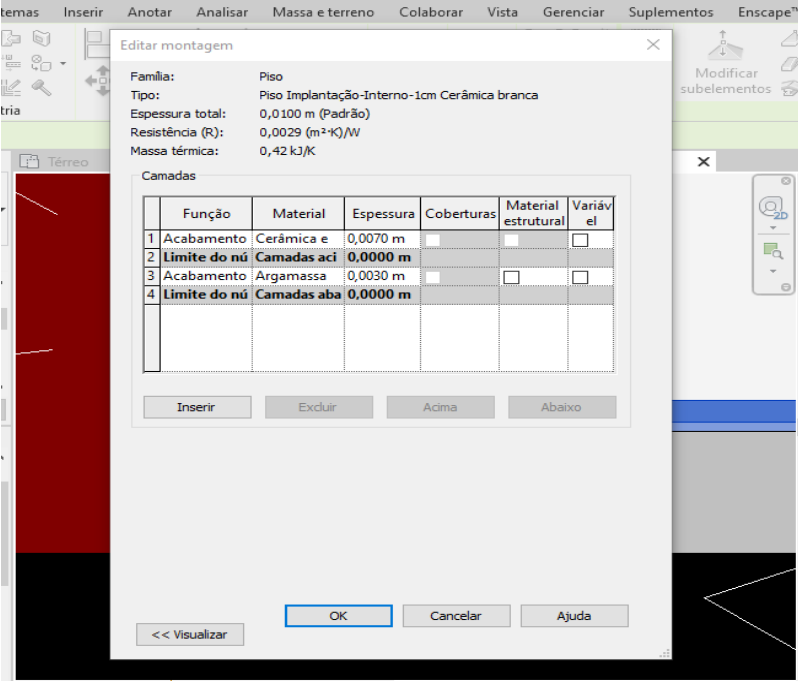 temas Inserir Anotar Analisar Massa e terreno Colaborar Vista Gerenciar Suplementos Enscape™
Modificar
subelementos
tria
Térreo
Editar montagem
Família: Piso
Tipo: Piso Implantação-Interno-1cm Cerâmica branca
Espessura total: 0,0100 m (Padrão)
Resistência (R): 0,0029 (m²·K)/W
Massa térmica: 0,42 kJ/K
Camadas
Função Material Espessura Coberturas Material estrutural Variável
1 Acabamento Cerâmica e 0,0070 m
2 Limite do nú Camadas aci 0,0000 m
3 Acabamento Argamassa 0,0030 m
4 Limite do nú Camadas aba 0,0000 m
Inserir Excluir Acima Abaixo
OK Cancelar Ajuda
<< Visualizar
2D